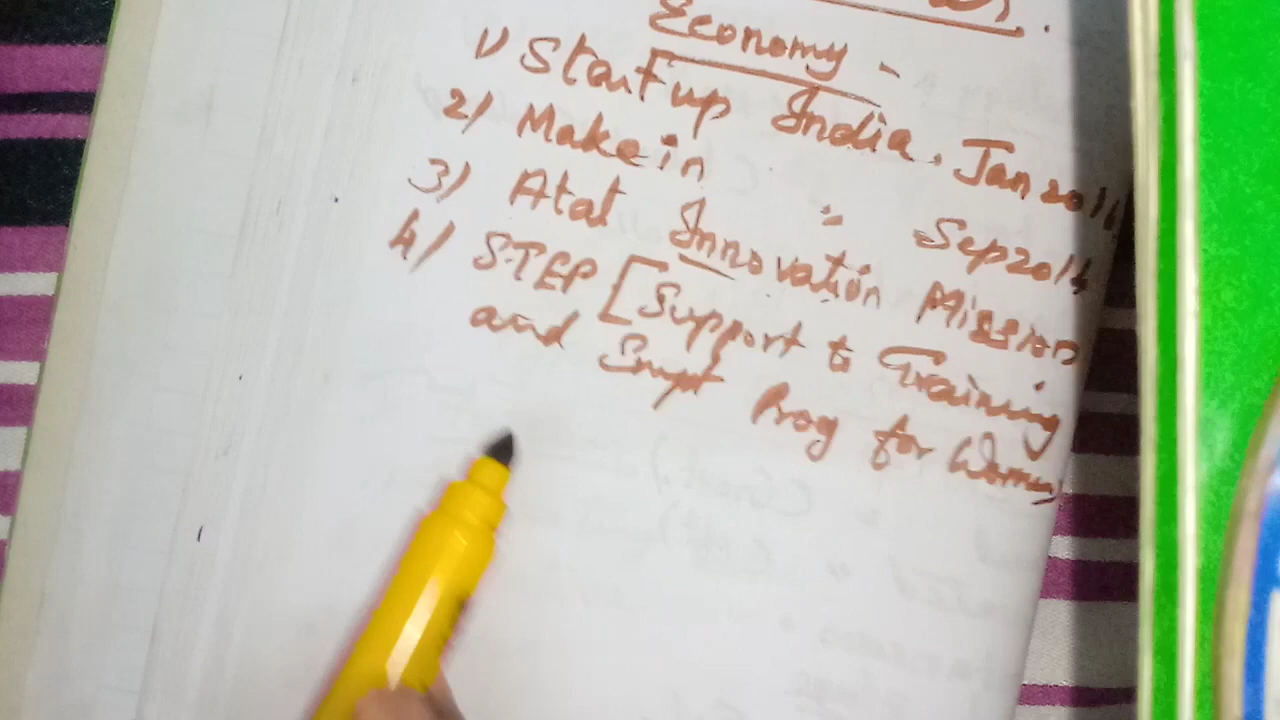 Economy -
1) Startup India. Jan 2016
2) Make in " Sep 2014
3) Atal Innovation Mission
4) STEP [Support to Training
and Empt Prog for Women